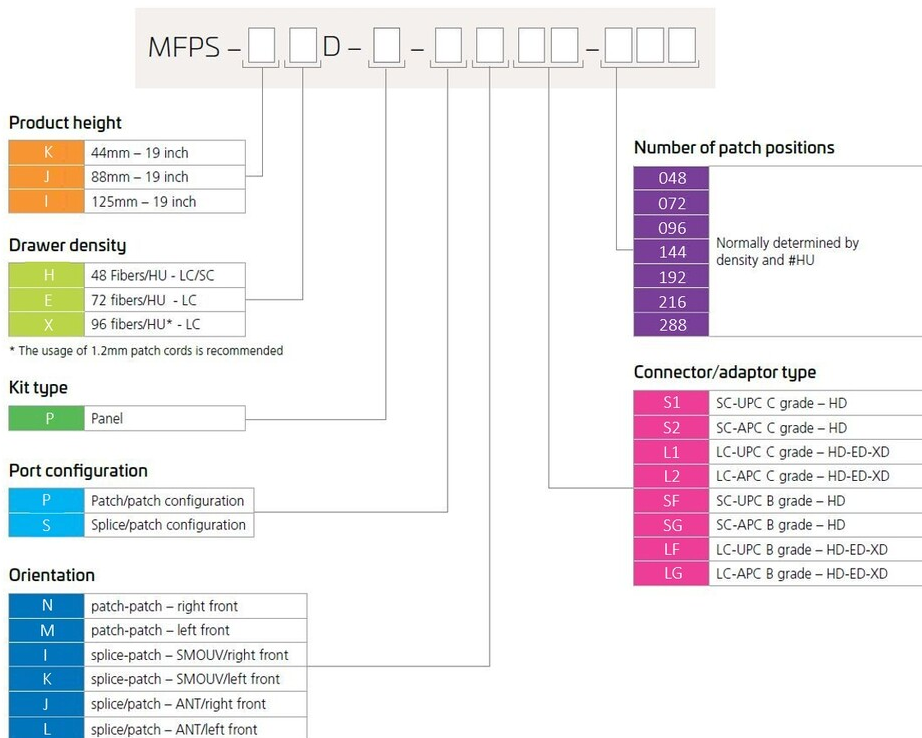 MFPS – D – – –
Product height
K 44mm – 19 inch
J 88mm – 19 inch
I 125mm – 19 inch
Drawer density
H 48 Fibers/HU - LC/SC
E 72 fibers/HU - LC
X 96 fibers/HU* - LC
* The usage of 1.2mm patch cords is recommended
Kit type
P Panel
Port configuration
P Patch/patch configuration
S Splice/patch configuration
Orientation
N patch-patch – right front
M patch-patch – left front
I splice-patch – SMOUV/right front
K splice-patch – SMOUV/left front
J splice/patch – ANT/right front
L splice/patch – ANT/left front
Number of patch positions
048
072
096
144
192
216
288
Normally determined by
density and #HU
Connector/adaptor type
S1 SC-UPC C grade – HD
S2 SC-APC C grade – HD
L1 LC-UPC C grade – HD-ED-XD
L2 LC-APC C grade – HD-ED-XD
SF SC-UPC B grade – HD
SG SC-APC B grade – HD
LF LC-UPC B grade – HD-ED-XD
LG LC-APC B grade – HD-ED-XD